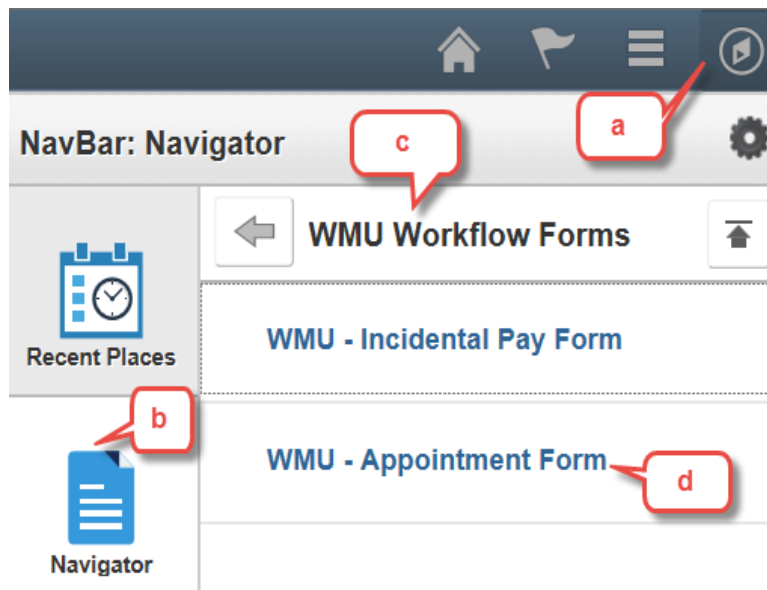 a
NavBar: Navigator
c
WMU Workflow Forms
Recent Places
WMU - Incidental Pay Form
b
WMU - Appointment Form
d
Navigator